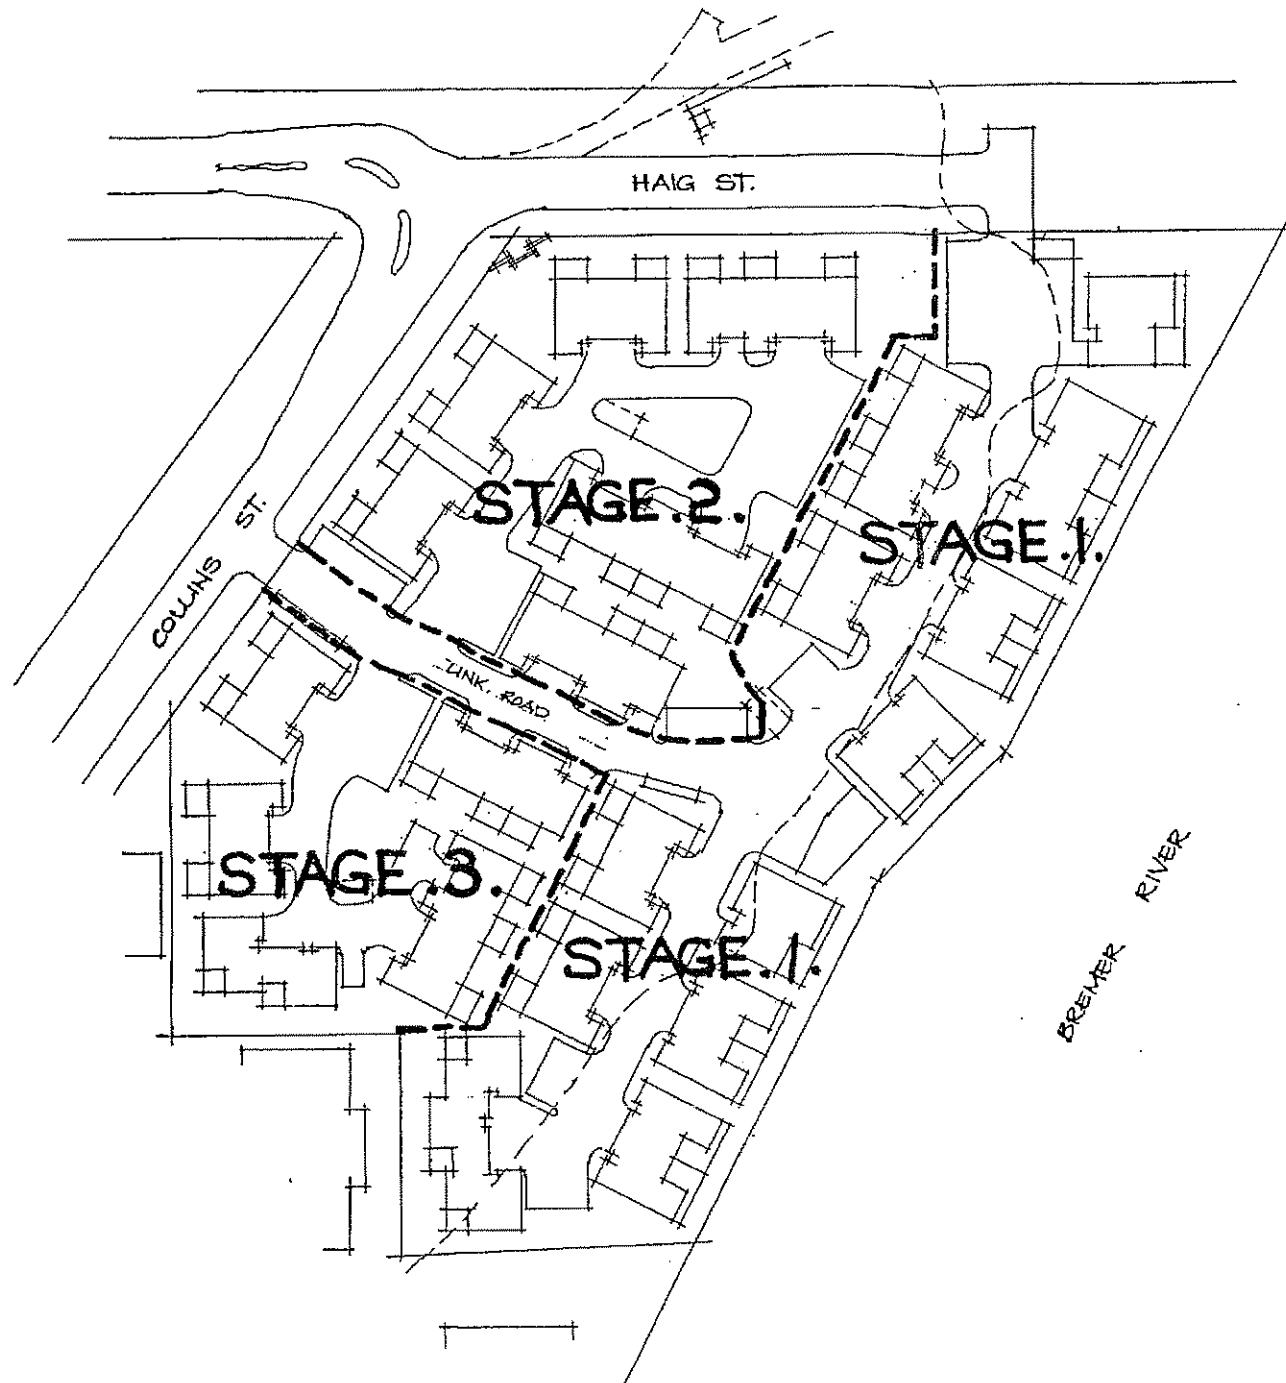 HAIG ST.
STAGE.2.
STAGE.1.
COLLINS ST.
LINK ROAD
STAGE.3.
STAGE.1.
BREMER RIVER